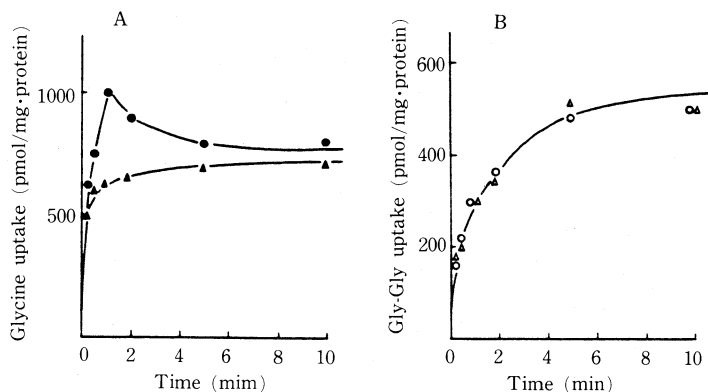 A
Glycine uptake (pmol/mg·protein)
1000
500
0
2
4
6
8
10
Time (mim)
B
Gly-Gly uptake (pmol/mg·protein)
600
400
200
0
2
4
6
8
10
Time (min)